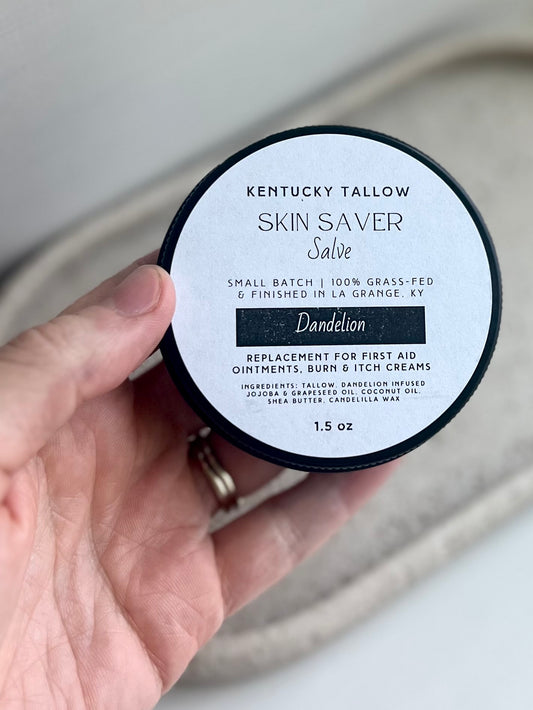 KENTUCKY TALLOW
SKIN SAVER
Salve
SMALL BATCH | 100% GRASS-FED
& FINISHED IN LA GRANGE, KY
Dandelion
REPLACEMENT FOR FIRST AID
OINTMENTS, BURN & ITCH CREAMS
INGREDIENTS: TALLOW, DANDELION INFUSED
JOJOBA & GRAPESEED OIL, COCONUT OIL,
SHEA BUTTER, CANDELILLA WAX
1.5 oz